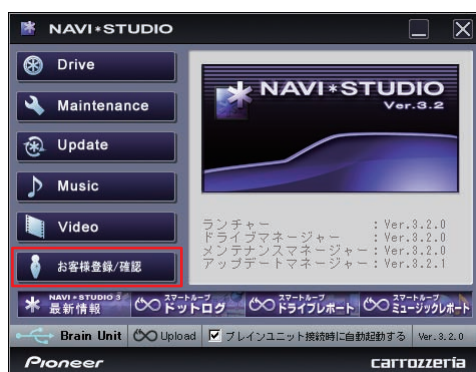 NAVI*STUDIO
Drive
Maintenance
Update
Music
Video
お客様登録/確認
NAVI*STUDIO
Ver.3.2
ランチャー : Ver.3.2.0
ドライブマネージャー : Ver.3.2.0
メンテナンスマネージャー : Ver.3.2.0
アップデートマネージャー : Ver.3.2.1
NAVI*STUDIO 3
最新情報
スマートループ
ドットログ
スマートループ
ドライブレポート
スマートループ
ミュージックレポート
Brain Unit Upload ブレインユニット接続時に自動起動する Ver.3.2.0
Pioneer carrozzeria